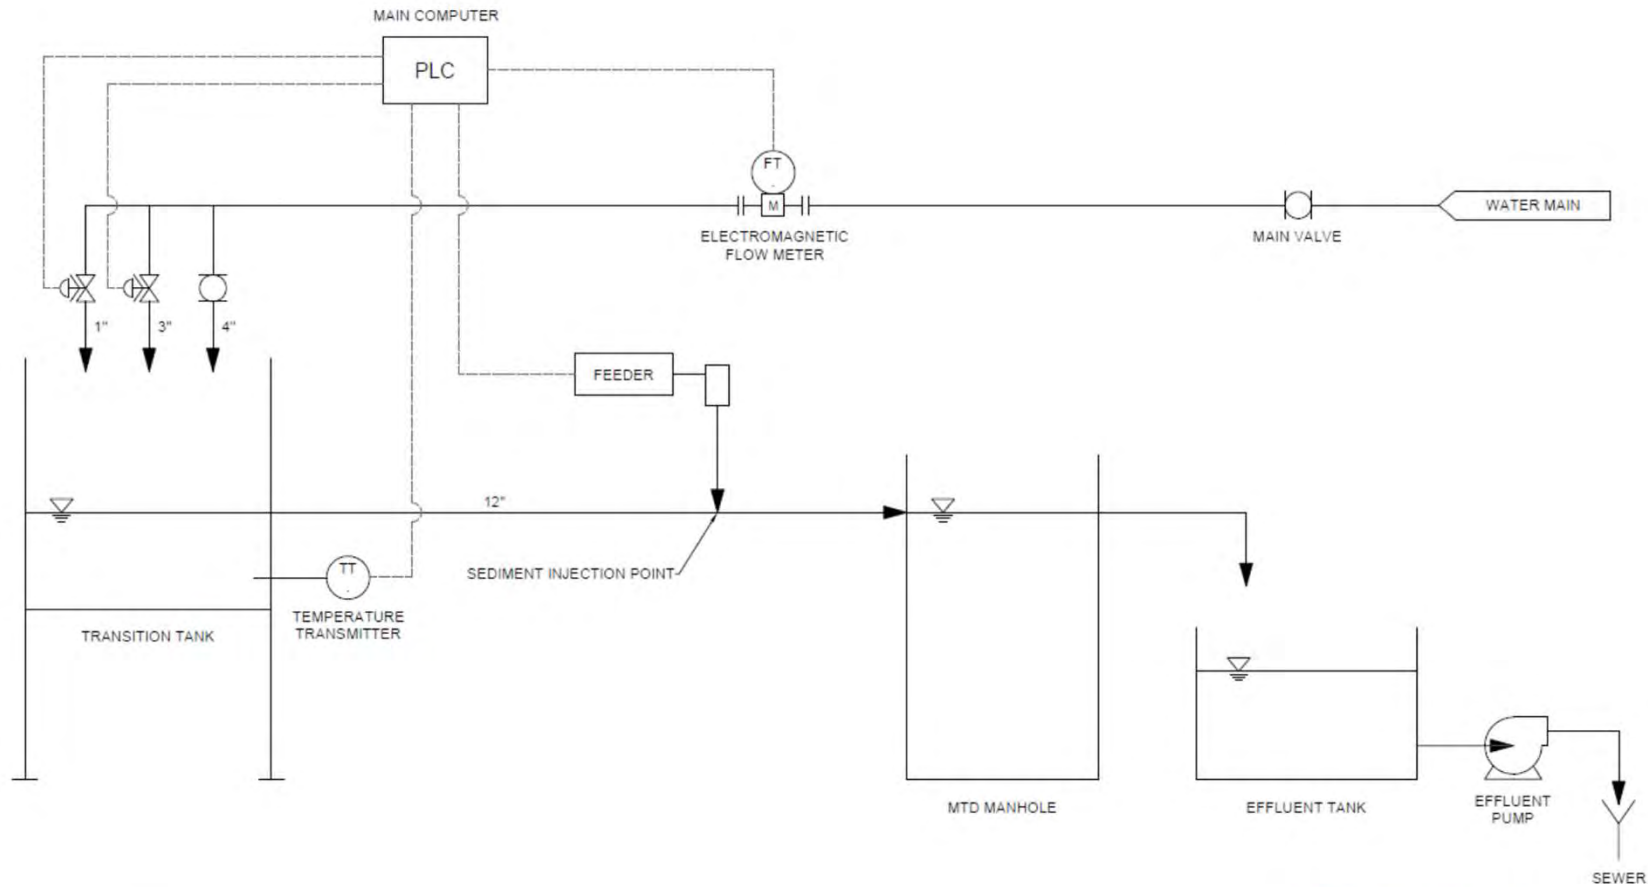 MAIN COMPUTER
PLC
FT
M
WATER MAIN
ELECTROMAGNETIC
FLOW METER
MAIN VALVE
1"
3"
4"
FEEDER
12"
SEDIMENT INJECTION POINT
TT
TEMPERATURE
TRANSMITTER
TRANSITION TANK
MTD MANHOLE
EFFLUENT TANK
EFFLUENT
PUMP
SEWER